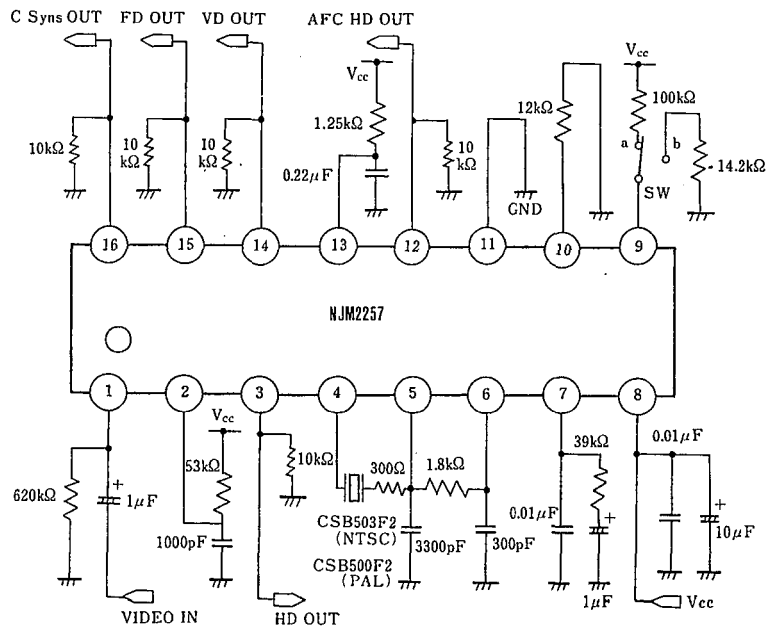 C Syns OUT
FD OUT
VD OUT
AFC HD OUT
Vcc
Vcc
1.25kΩ
12kΩ
100kΩ
10kΩ
10
kΩ
10
kΩ
0.22μF
10
kΩ
a
b
14.2kΩ
SW
GND
16
15
14
13
12
11
10
9
NJM2257
1
2
3
4
5
6
7
8
Vcc
620kΩ
+
1μF
53kΩ
10kΩ
300Ω
1.8kΩ
39kΩ
0.01μF
1000pF
CSB503F2
(NTSC)
3300pF
300pF
0.01μF
+
+
10μF
CSB500F2
(PAL)
1μF
VIDEO IN
HD OUT
Vcc